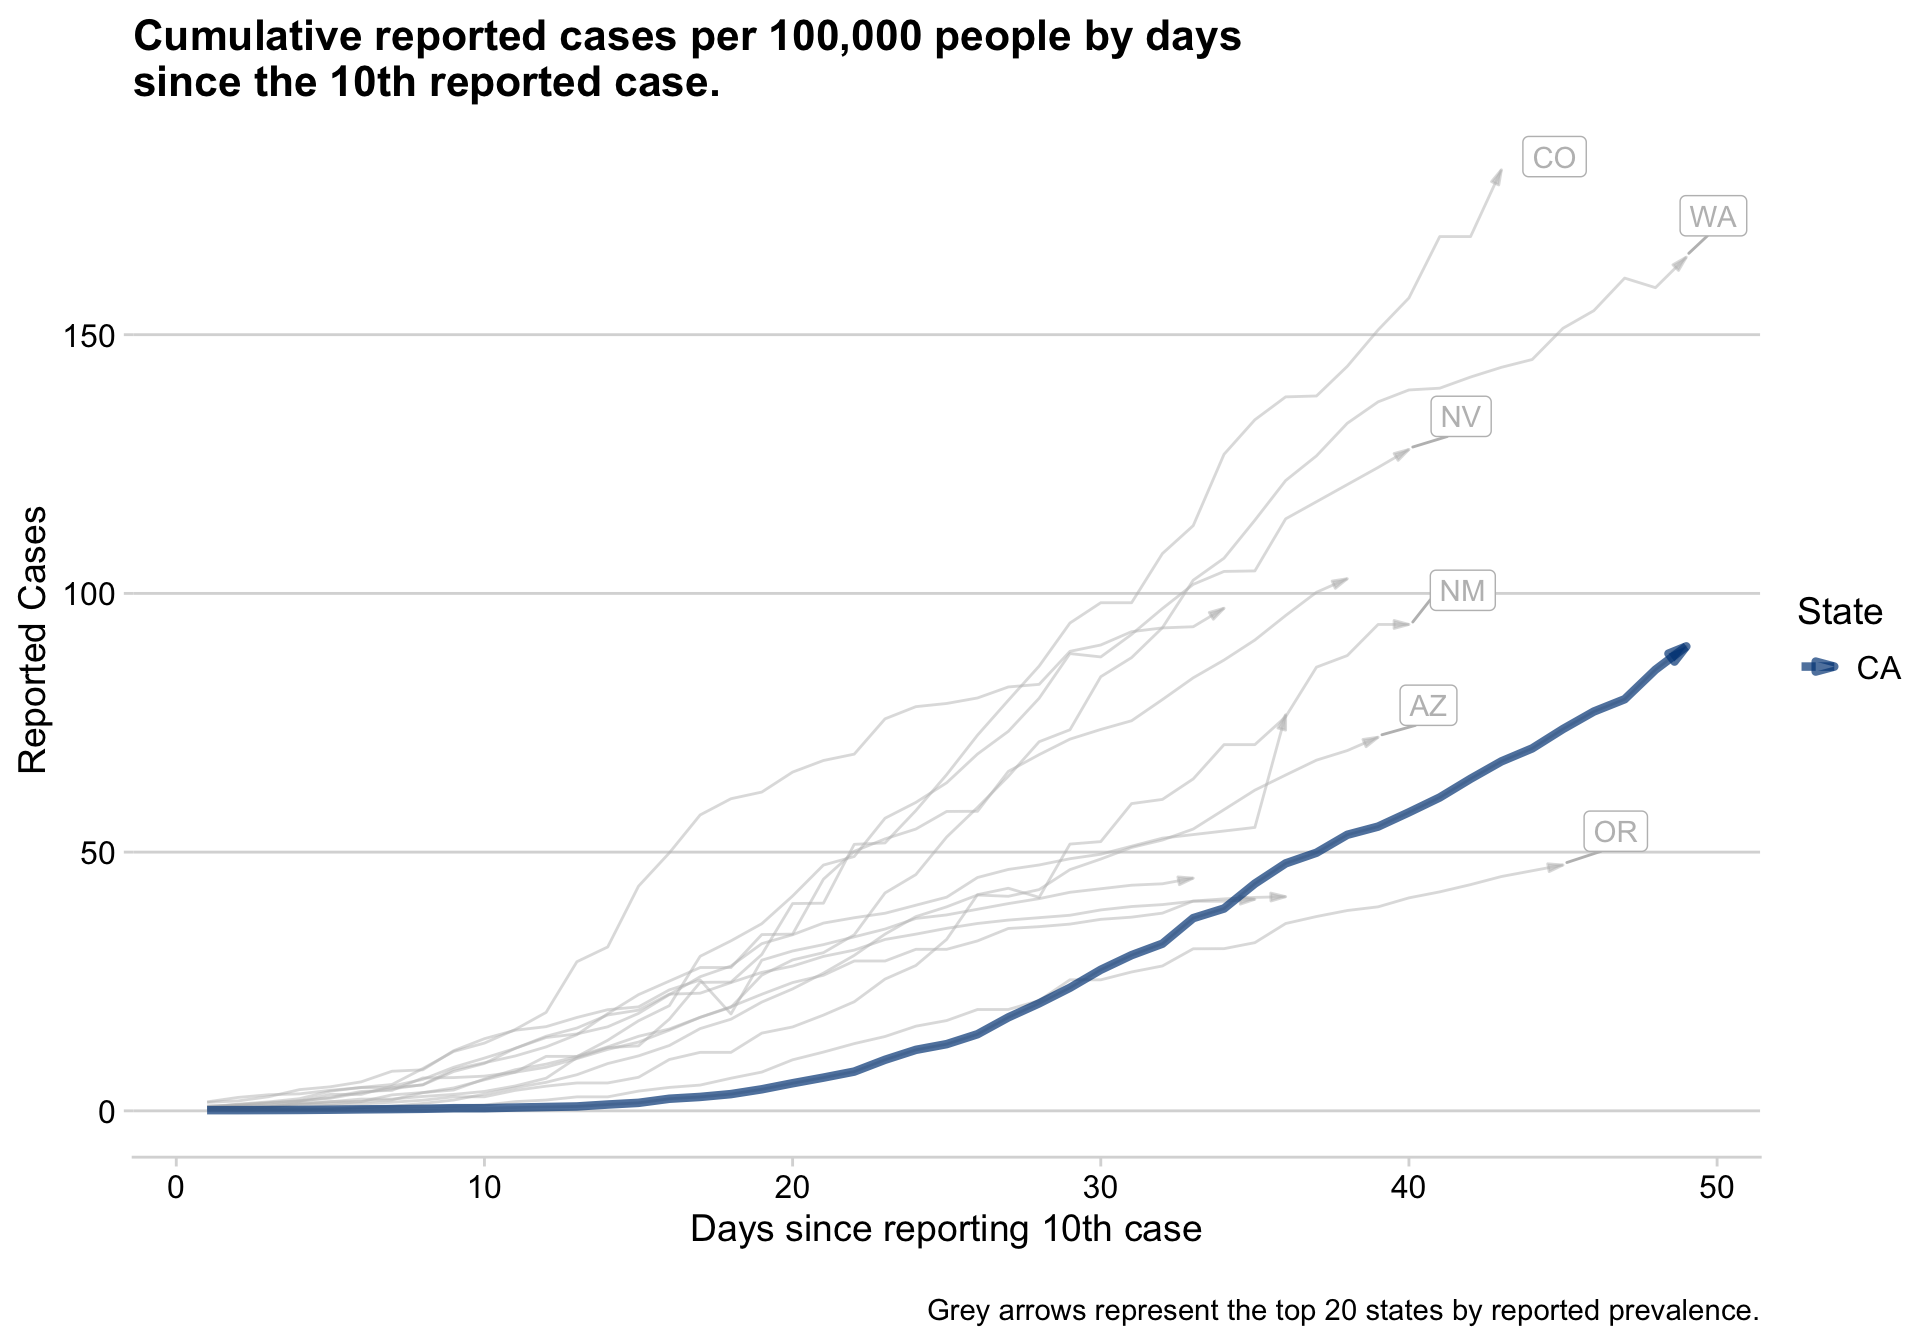 Cumulative reported cases per 100,000 people by days
since the 10th reported case.
CO
WA
150
NV
Reported Cases
100
NM
State
CA
AZ
OR
50
0
0 10 20 30 40 50
Days since reporting 10th case
Grey arrows represent the top 20 states by reported prevalence.